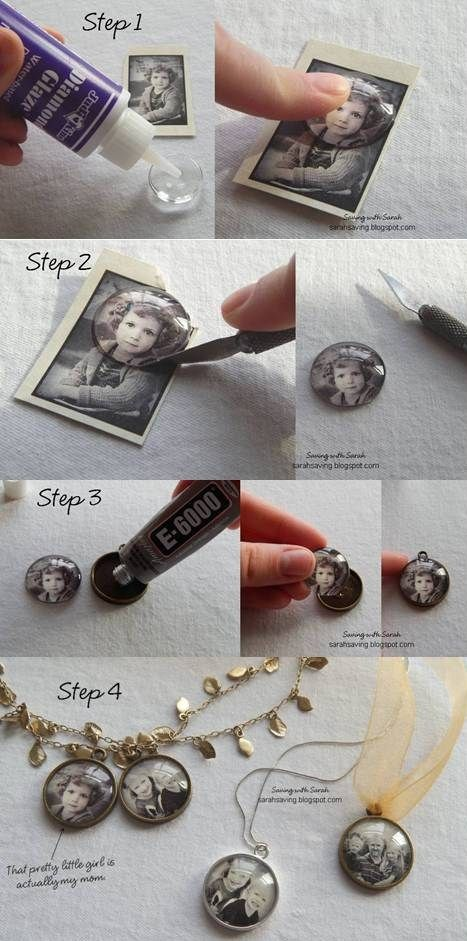 Step 1
Judikins
Diamond
Glaze
Saving with Sarah
sarahsaving.blogspot.com
Step 2
Saving with Sarah
sarahsaving.blogspot.com
Step 3
E-6000
Saving with Sarah
sarahsaving.blogspot.com
Step 4
Saving with Sarah
sarahsaving.blogspot.com
That pretty little girl is
actually my mom.